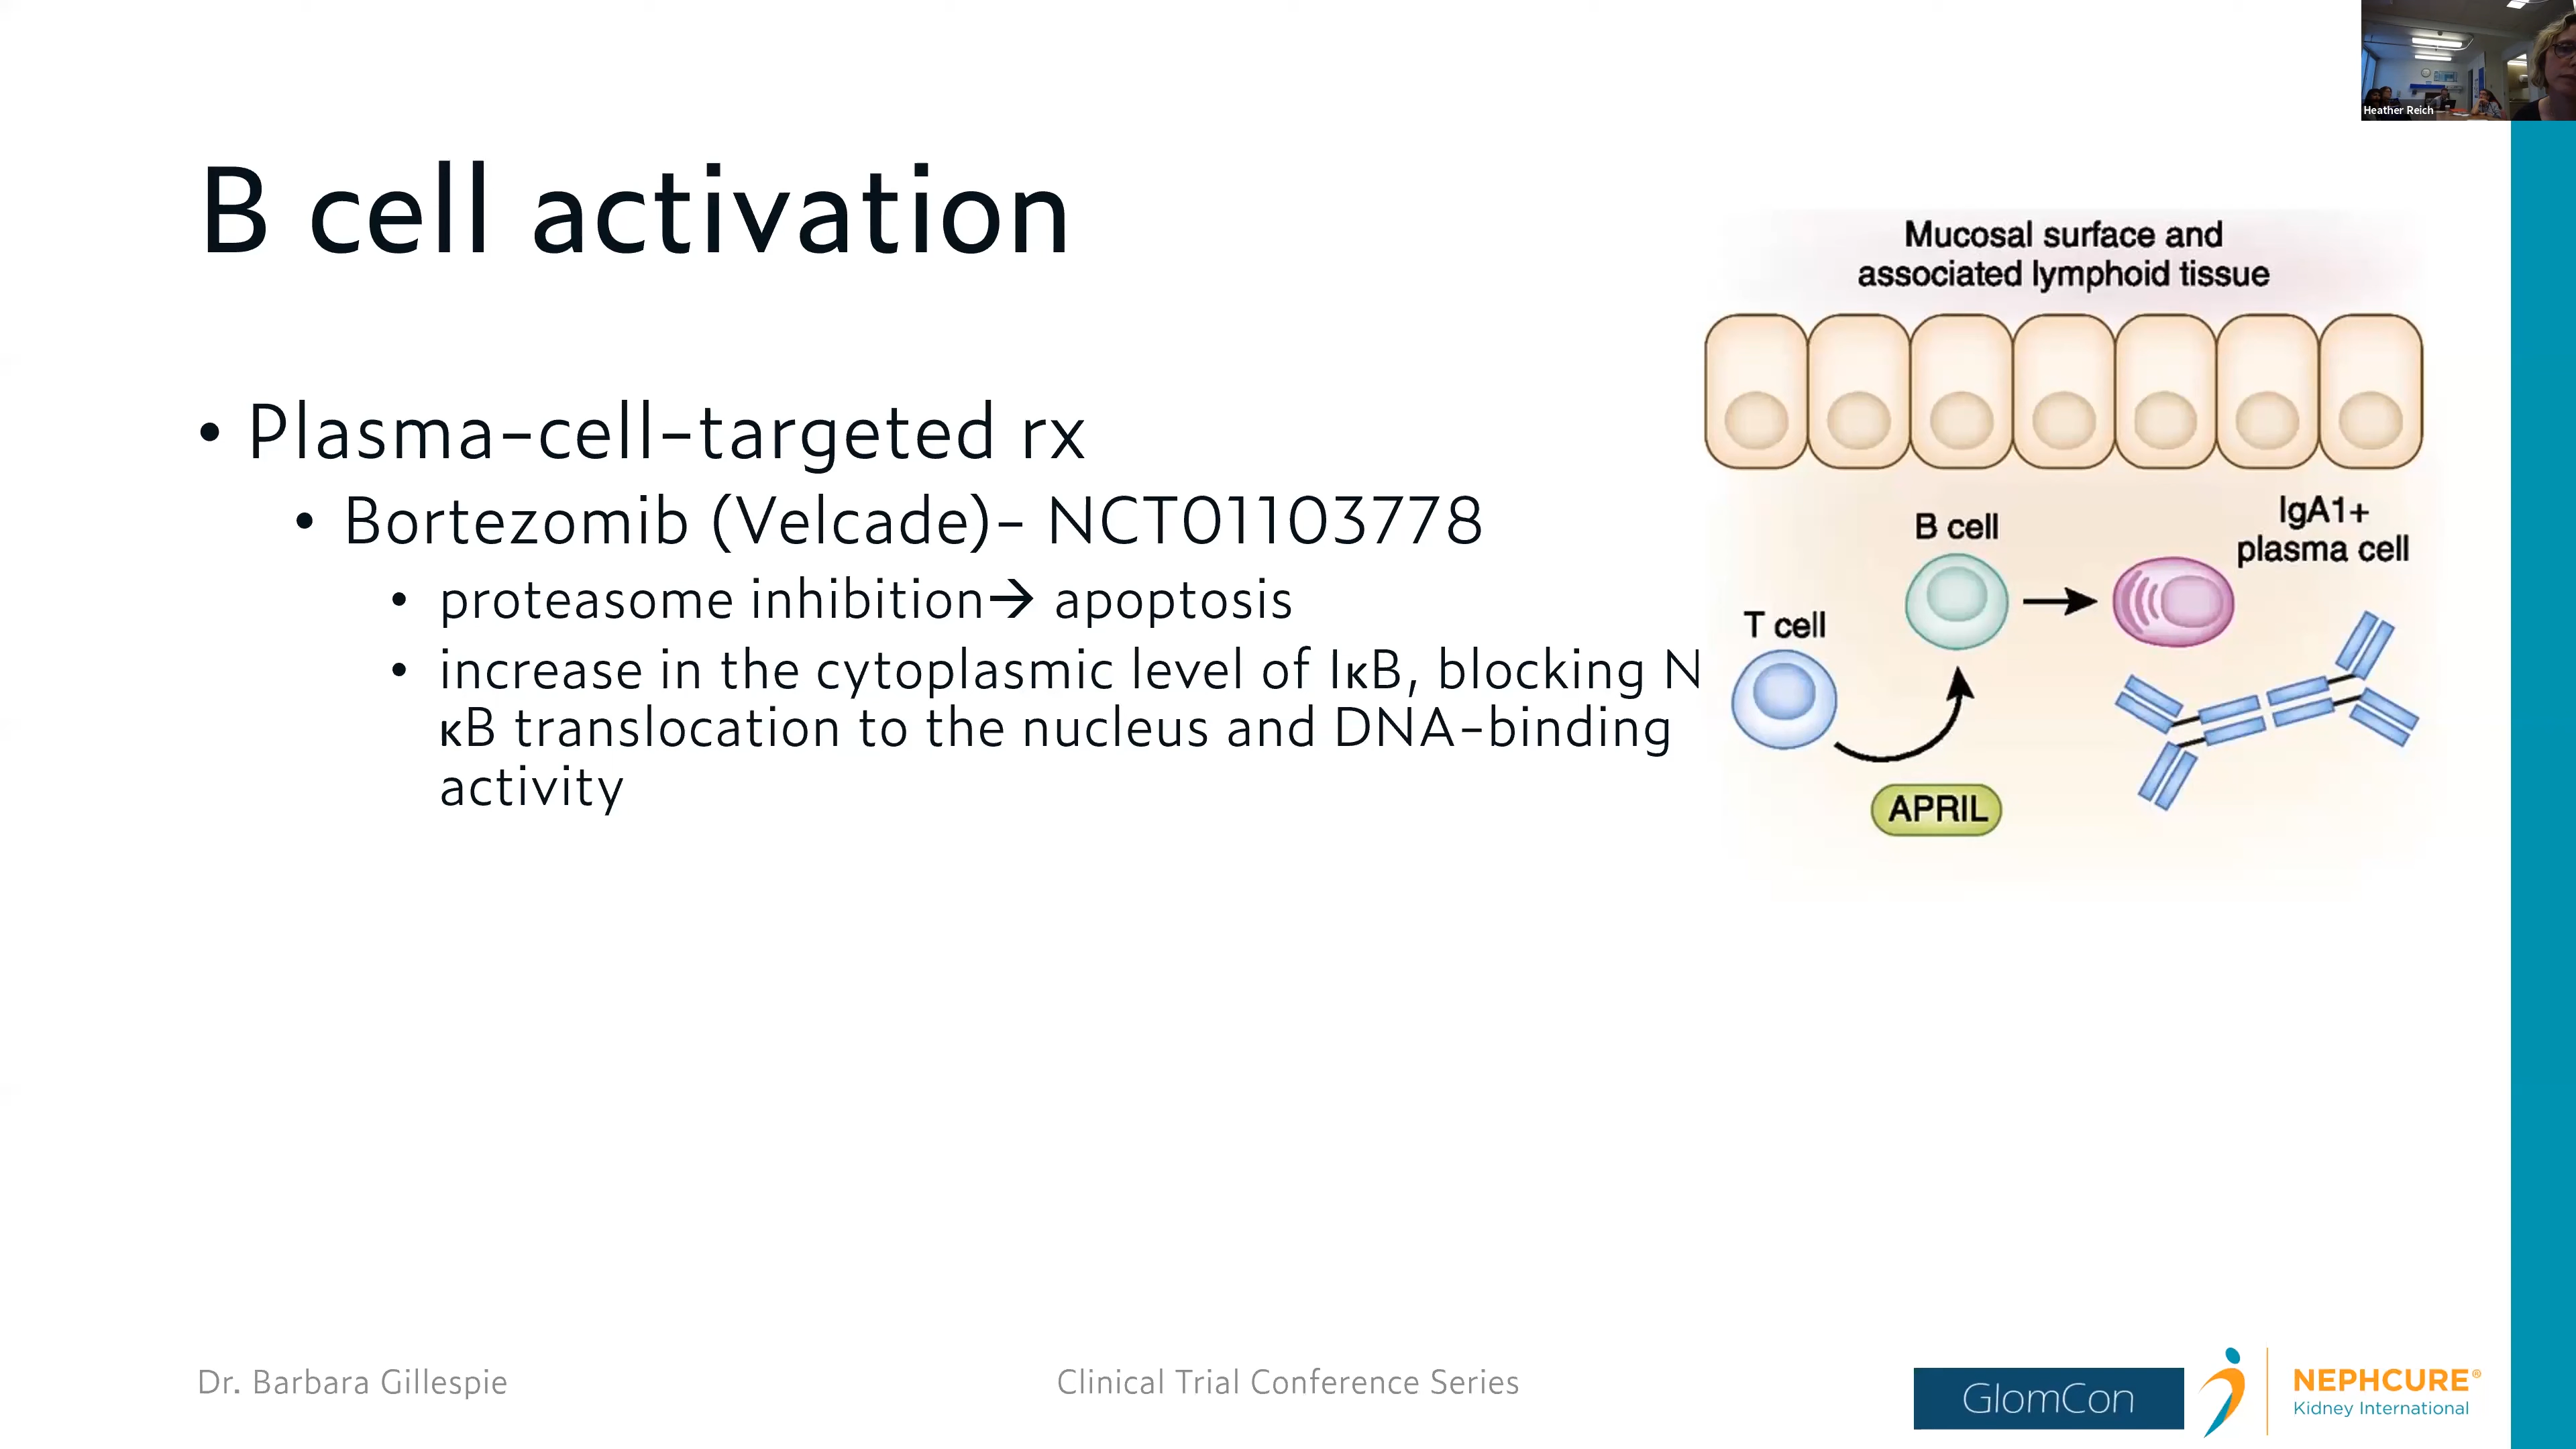 Heather Reich
B cell activation
• Plasma-cell-targeted rx
• Bortezomib (Velcade)- NCT01103778
• proteasome inhibition→ apoptosis
• increase in the cytoplasmic level of IκB, blocking N
κB translocation to the nucleus and DNA-binding
activity
Mucosal surface and
associated lymphoid tissue
B cell
IgA1+
plasma cell
T cell
APRIL
Dr. Barbara Gillespie
Clinical Trial Conference Series
GlomCon
NEPHCURE®
Kidney International